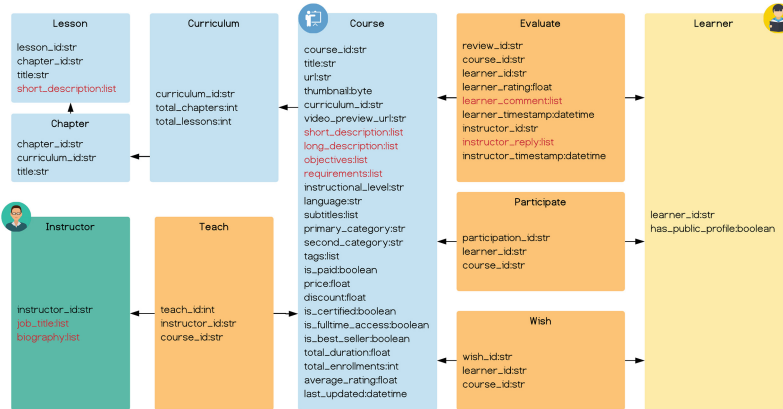 Lesson
lesson_id:str
chapter_id:str
title:str
short_description:list
Chapter
chapter_id:str
curriculum_id:str
title:str
Curriculum
curriculum_id:str
total_chapters:int
total_lessons:int
Course
course_id:str
title:str
url:str
thumbnail:byte
curriculum_id:str
video_preview_url:str
short_description:list
long_description:list
objectives:list
requirements:list
instructional_level:str
language:str
subtitles:list
primary_category:str
second_category:str
tags:list
is_paid:boolean
price:float
discount:float
is_certified:boolean
is_fulltime_access:boolean
is_best_seller:boolean
total_duration:float
total_enrollments:int
average_rating:float
last_updated:datetime
Evaluate
review_id:str
course_id:str
learner_id:str
learner_rating:float
learner_comment:list
learner_timestamp:datetime
instructor_id:str
instructor_reply:list
instructor_timestamp:datetime
Learner
learner_id:str
has_public_profile:boolean
Participate
participation_id:str
learner_id:str
course_id:str
Wish
wish_id:str
learner_id:str
course_id:str
Instructor
instructor_id:str
job_title:list
biography:list
Teach
teach_id:int
instructor_id:str
course_id:str